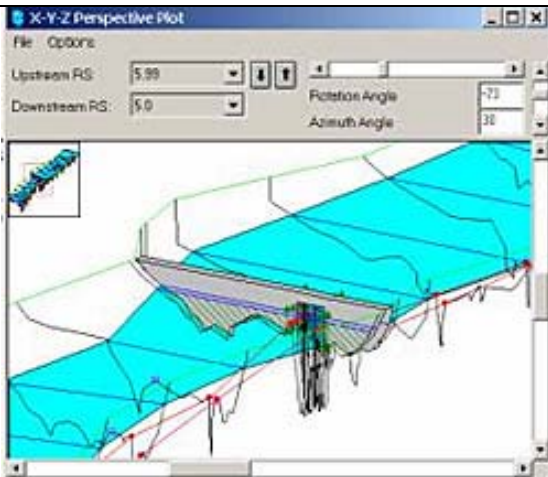 X-Y-Z Perspective Plot
File Options
Upstream RS: 5.99
Downstream RS: 5.0
Rotation Angle -73
Azimuth Angle 30